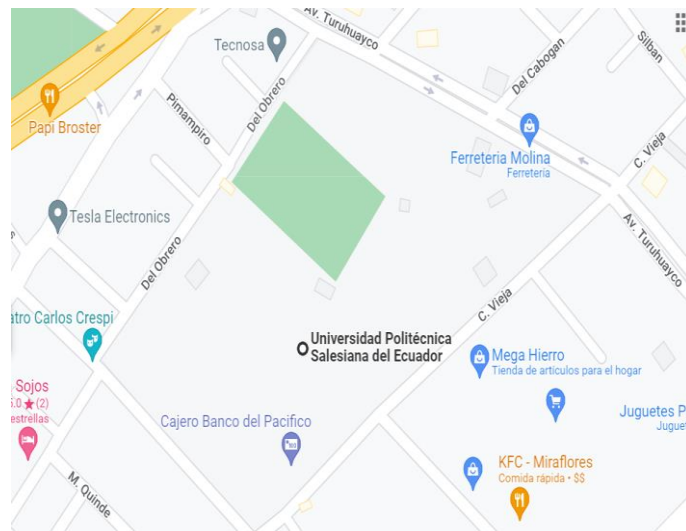 Av. Turuhuayco
Tecnosa
Del Obrero
Del Cabogan
Silban
Papi Broster
Pimampiro
Ferreteria Molina
Ferretería
C. Vieja
Tesla Electronics
Av. Turuhuayco
Del Obrero
C. Vieja
atro Carlos Crespi
Universidad Politécnica
Salesiana del Ecuador
Mega Hierro
Tienda de artículos para el hogar
Sojos
5.0 ★ (2)
estrellas
Juguetes P
Juguet
Cajero Banco del Pacifico
KFC - Miraflores
Comida rápida • $$
M. Quinde